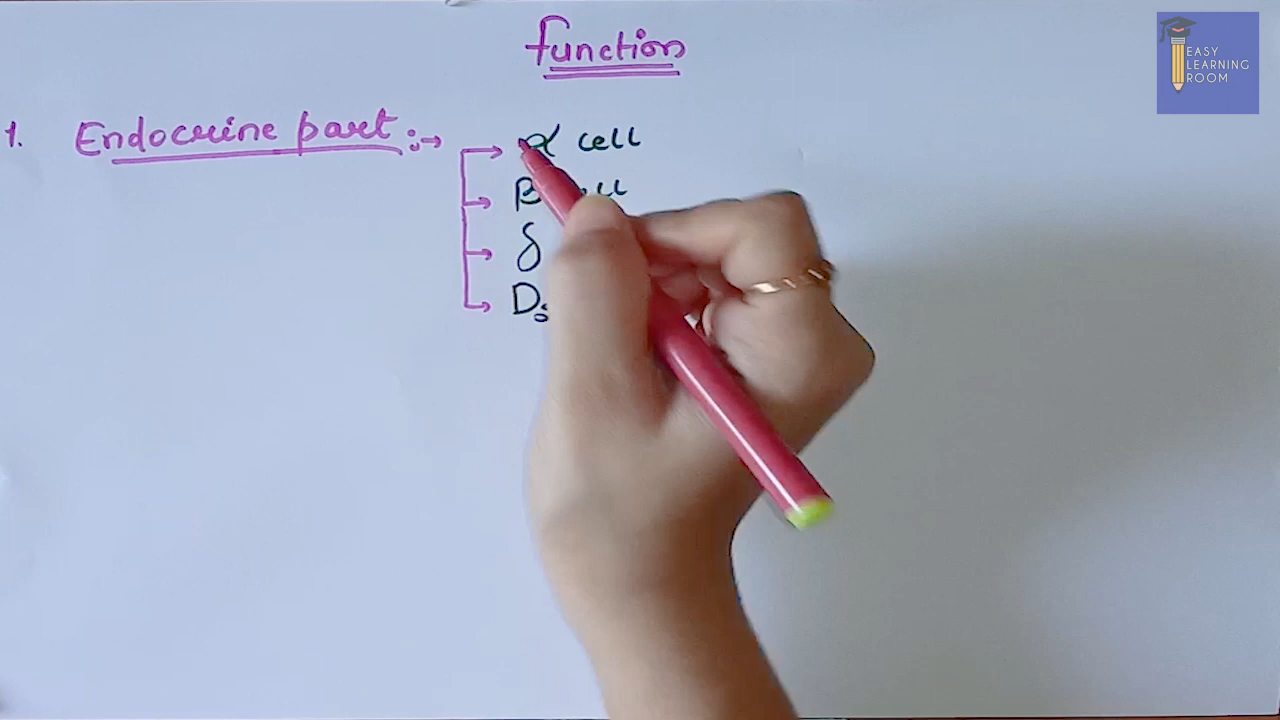 Function
1. Endocrine part :→
α cell
β
δ
D
EASY
LEARNING
ROOM